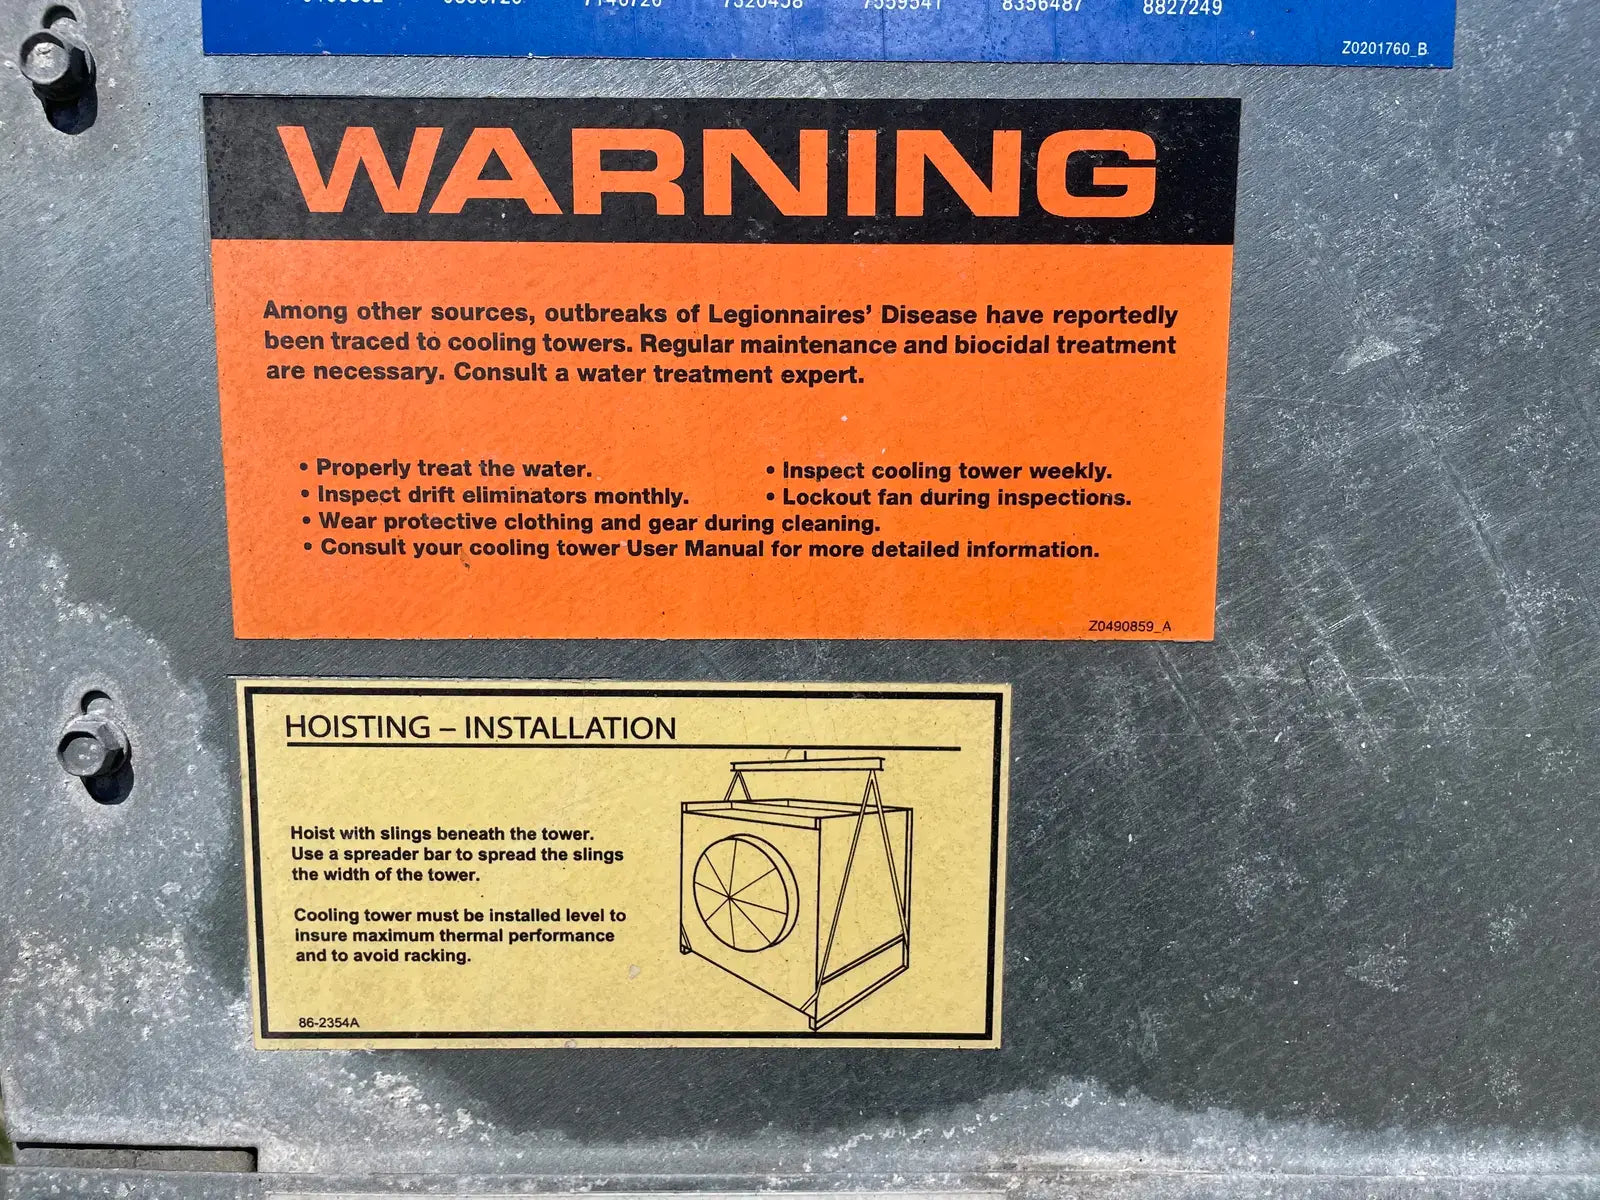 7320458 7559541 8356487 8827249
Z0201760_B
WARNING
Among other sources, outbreaks of Legionnaires’ Disease have reportedly
been traced to cooling towers. Regular maintenance and biocidal treatment
are necessary. Consult a water treatment expert.
• Properly treat the water. • Inspect cooling tower weekly.
• Inspect drift eliminators monthly. • Lockout fan during inspections.
• Wear protective clothing and gear during cleaning.
• Consult your cooling tower User Manual for more detailed information.
Z0490859_A
HOISTING – INSTALLATION
Hoist with slings beneath the tower.
Use a spreader bar to spread the slings
the width of the tower.
Cooling tower must be installed level to
insure maximum thermal performance
and to avoid racking.
86-2354A